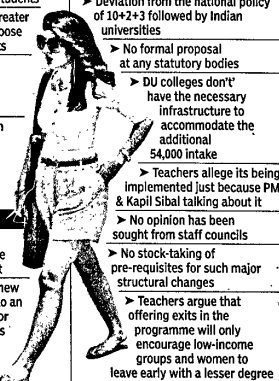 students
reater
oose
ts
n
e
t
new
o an
or
s
➤ Deviation from the national policy
of 10+2+3 followed by Indian
universities
➤ No formal proposal
at any statutory bodies
➤ DU colleges don't'
have the necessary
infrastructure to
accommodate the
additional
54,000 intake
➤ Teachers allege its being
implemented just because PM
& Kapil Sibal talking about it
➤ No opinion has been
sought from staff councils
➤ No stock-taking of
pre-requisites for such major
structural changes
➤ Teachers argue that
offering exits in the
programme will only
encourage low-income
groups and women to
leave early with a lesser degree